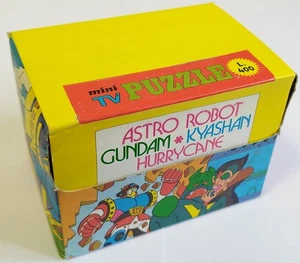 mini
TV PUZZLE
L.
400
ASTRO ROBOT
GUNDAM * KYASHAN
HURRYCANE